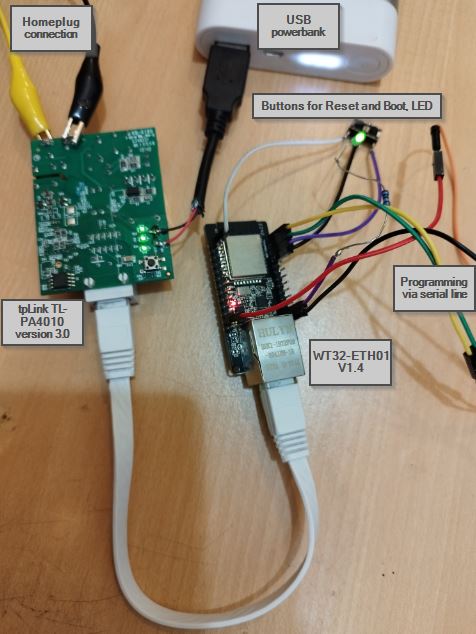 Homeplug
connection
USB
powerbank
Buttons for Reset and Boot, LED
Programming
via serial line
tpLink TL-
PA4010
version 3.0
HULYN
WT32-ETH01
V1.4